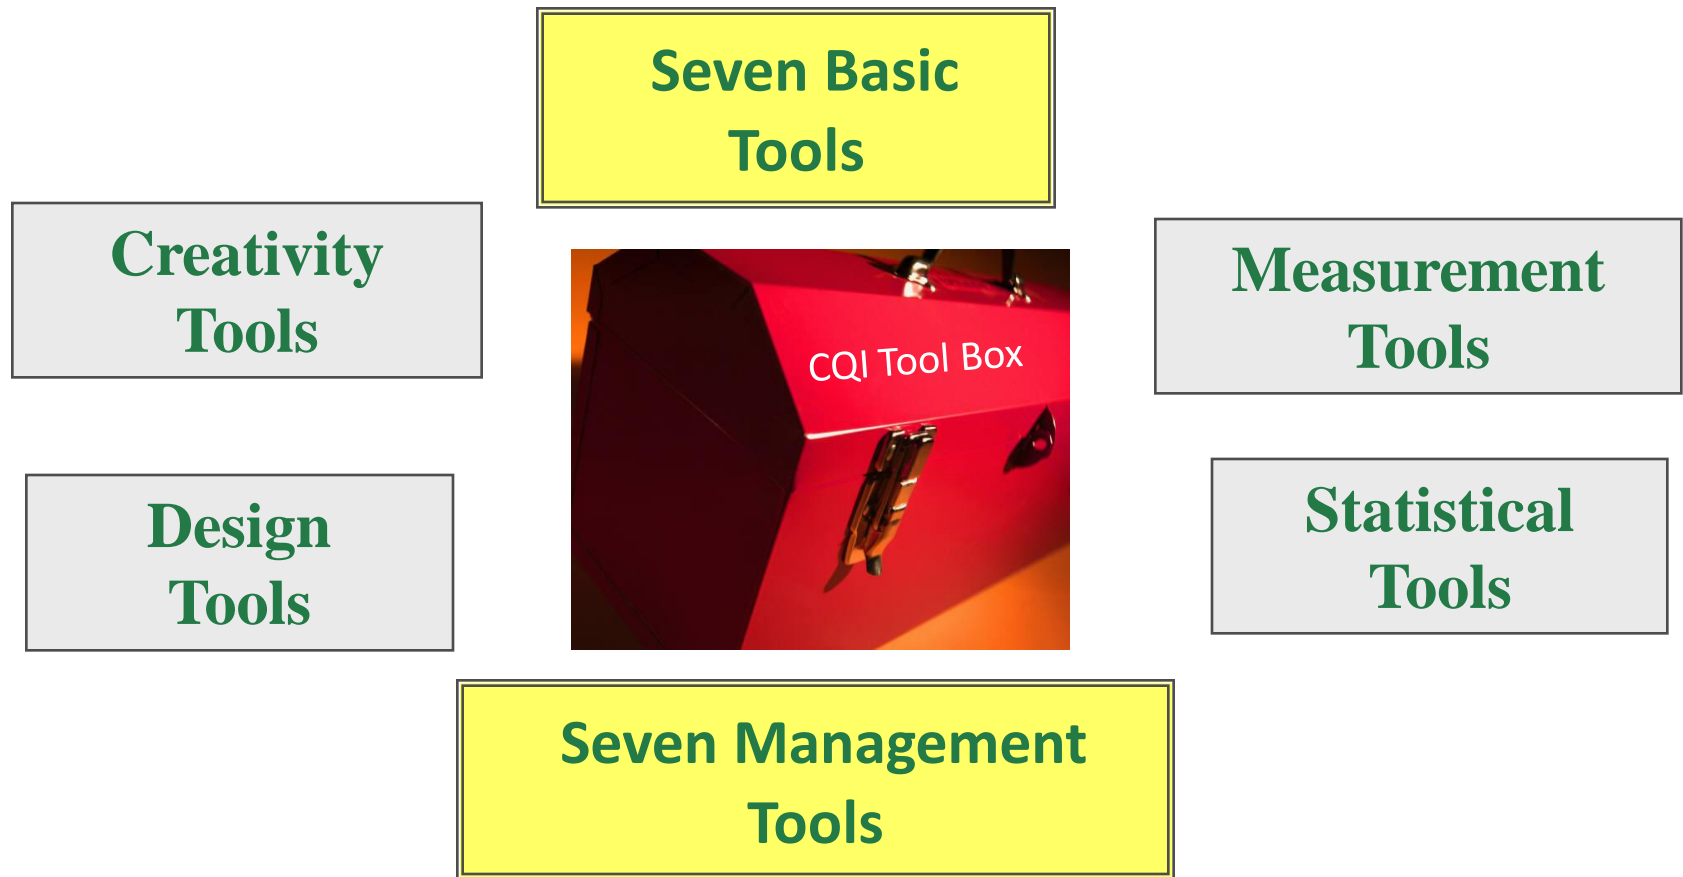 Seven Basic
Tools
Creativity
Tools
Measurement
Tools
CQI Tool Box
Design
Tools
Statistical
Tools
Seven Management
Tools